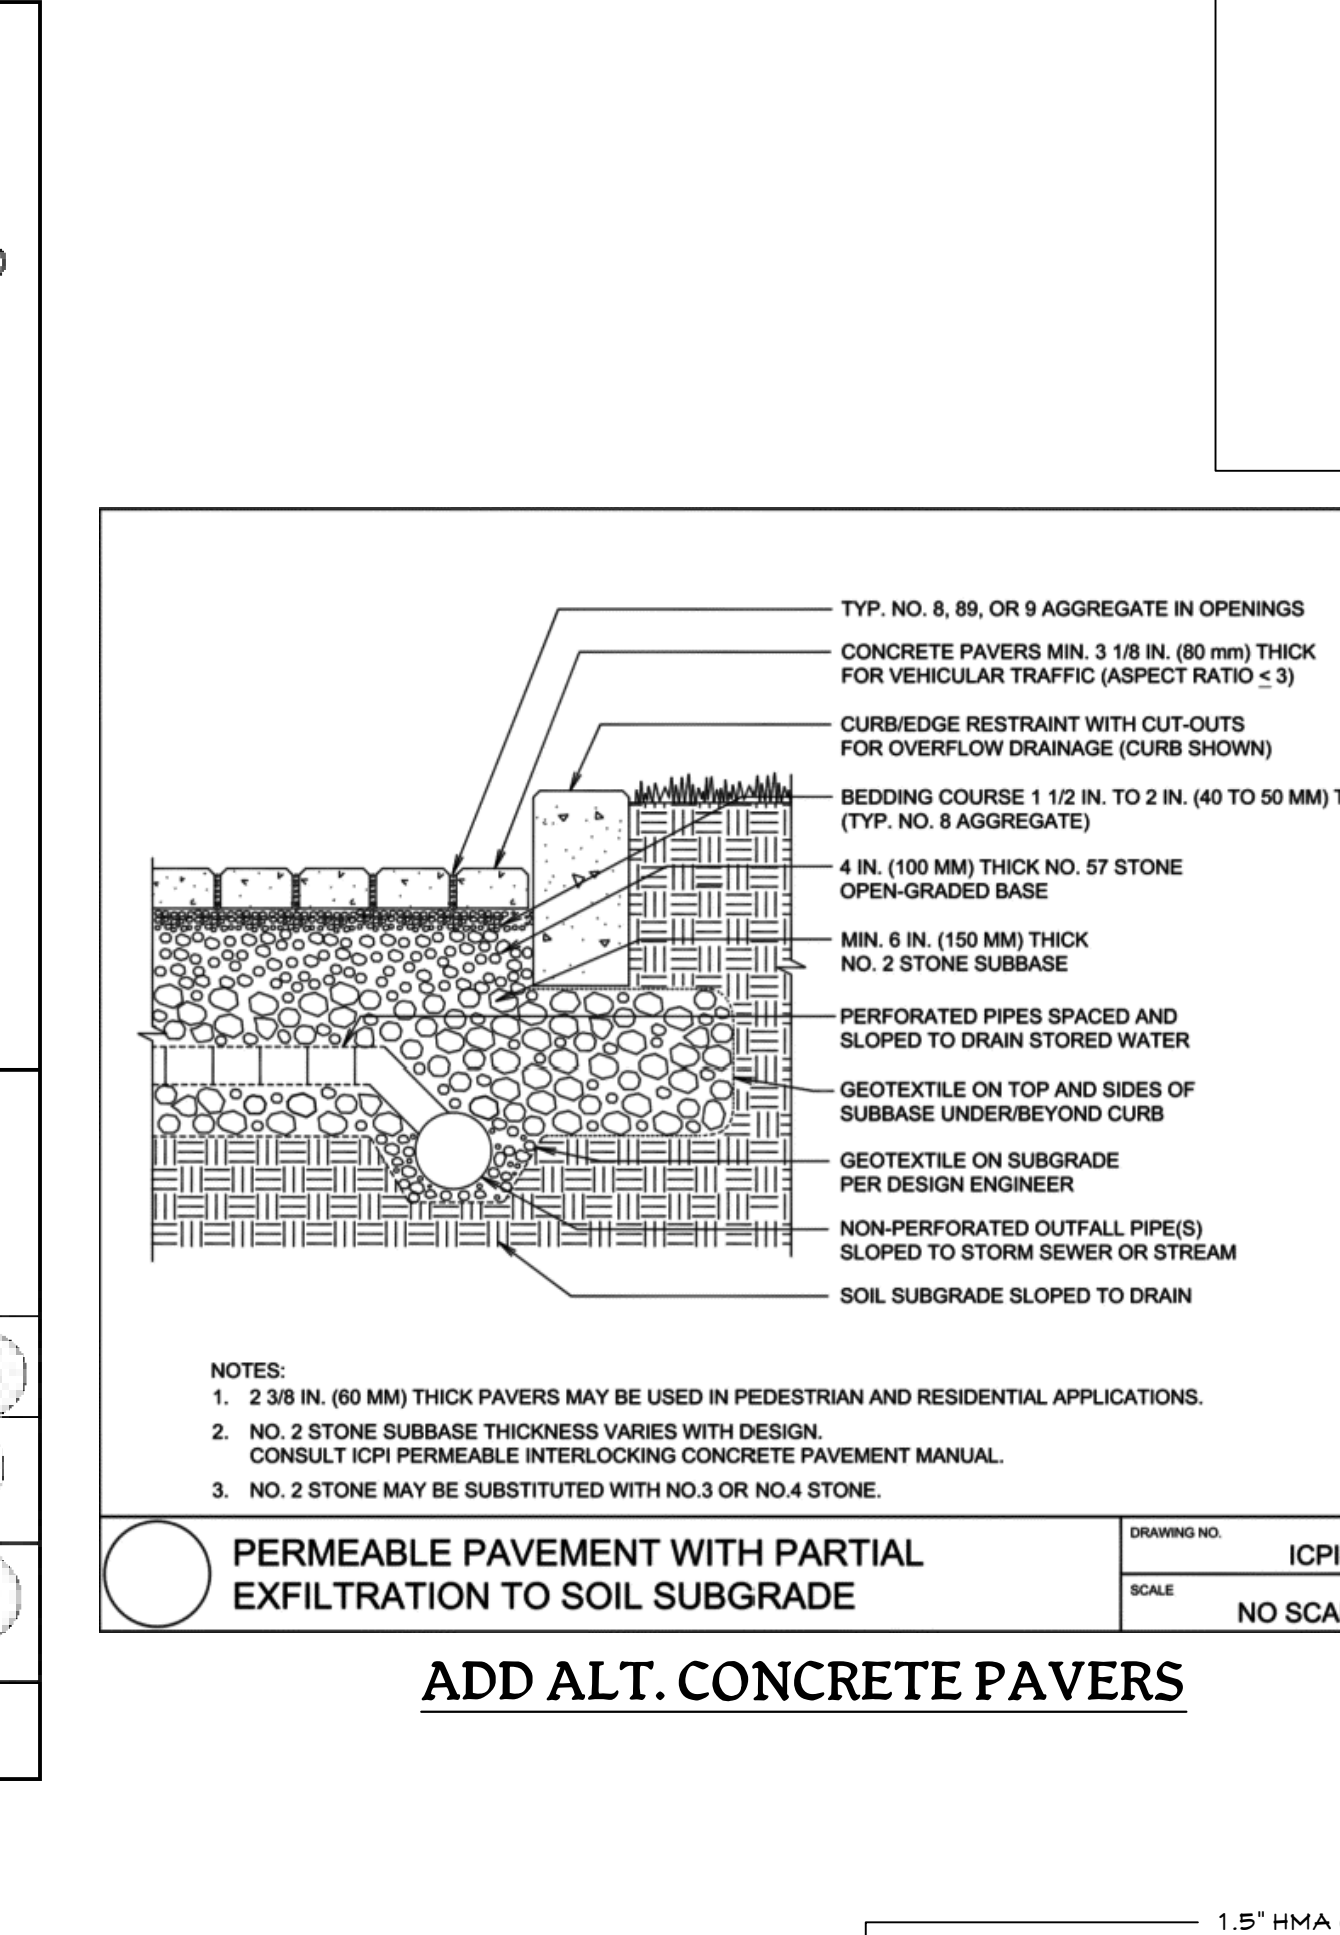 TYP. NO. 8, 89, OR 9 AGGREGATE IN OPENINGS
CONCRETE PAVERS MIN. 3 1/8 IN. (80 mm) THICK
FOR VEHICULAR TRAFFIC (ASPECT RATIO ≤ 3)
CURB/EDGE RESTRAINT WITH CUT-OUTS
FOR OVERFLOW DRAINAGE (CURB SHOWN)
BEDDING COURSE 1 1/2 IN. TO 2 IN. (40 TO 50 MM)
(TYP. NO. 8 AGGREGATE)
4 IN. (100 MM) THICK NO. 57 STONE
OPEN-GRADED BASE
MIN. 6 IN. (150 MM) THICK
NO. 2 STONE SUBBASE
PERFORATED PIPES SPACED AND
SLOPED TO DRAIN STORED WATER
GEOTEXTILE ON TOP AND SIDES OF
SUBBASE UNDER/BEYOND CURB
GEOTEXTILE ON SUBGRADE
PER DESIGN ENGINEER
NON-PERFORATED OUTFALL PIPE(S)
SLOPED TO STORM SEWER OR STREAM
SOIL SUBGRADE SLOPED TO DRAIN
NOTES:
1. 2 3/8 IN. (60 MM) THICK PAVERS MAY BE USED IN PEDESTRIAN AND RESIDENTIAL APPLICATIONS.
2. NO. 2 STONE SUBBASE THICKNESS VARIES WITH DESIGN.
CONSULT ICPI PERMEABLE INTERLOCKING CONCRETE PAVEMENT MANUAL.
3. NO. 2 STONE MAY BE SUBSTITUTED WITH NO.3 OR NO.4 STONE.
PERMEABLE PAVEMENT WITH PARTIAL
EXFILTRATION TO SOIL SUBGRADE
DRAWING NO.
ICPI
SCALE
NO
ADD ALT. CONCRETE PAVERS
1.5" HMA